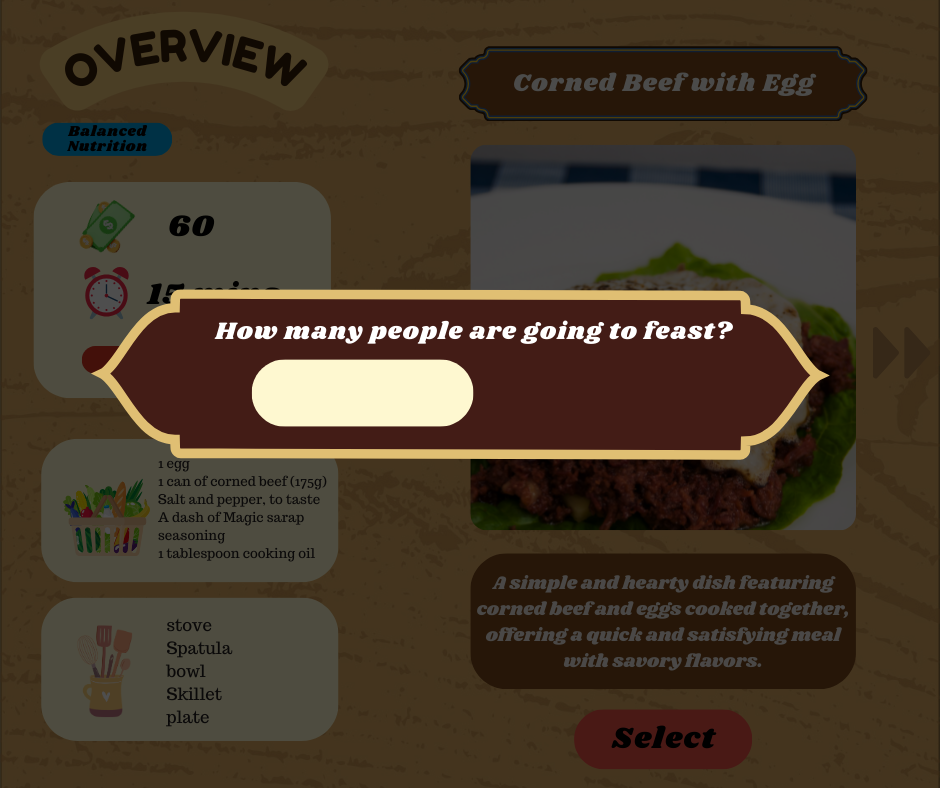 OVERVIEW
Balanced
Nutrition
60
15 mins
Corned Beef with Egg
How many people are going to feast?
1 egg
1 can of corned beef (175g)
Salt and pepper, to taste
A dash of Magic sarap
seasoning
1 tablespoon cooking oil
stove
Spatula
bowl
Skillet
plate
A simple and hearty dish featuring
corned beef and eggs cooked together,
offering a quick and satisfying meal
with savory flavors.
Select